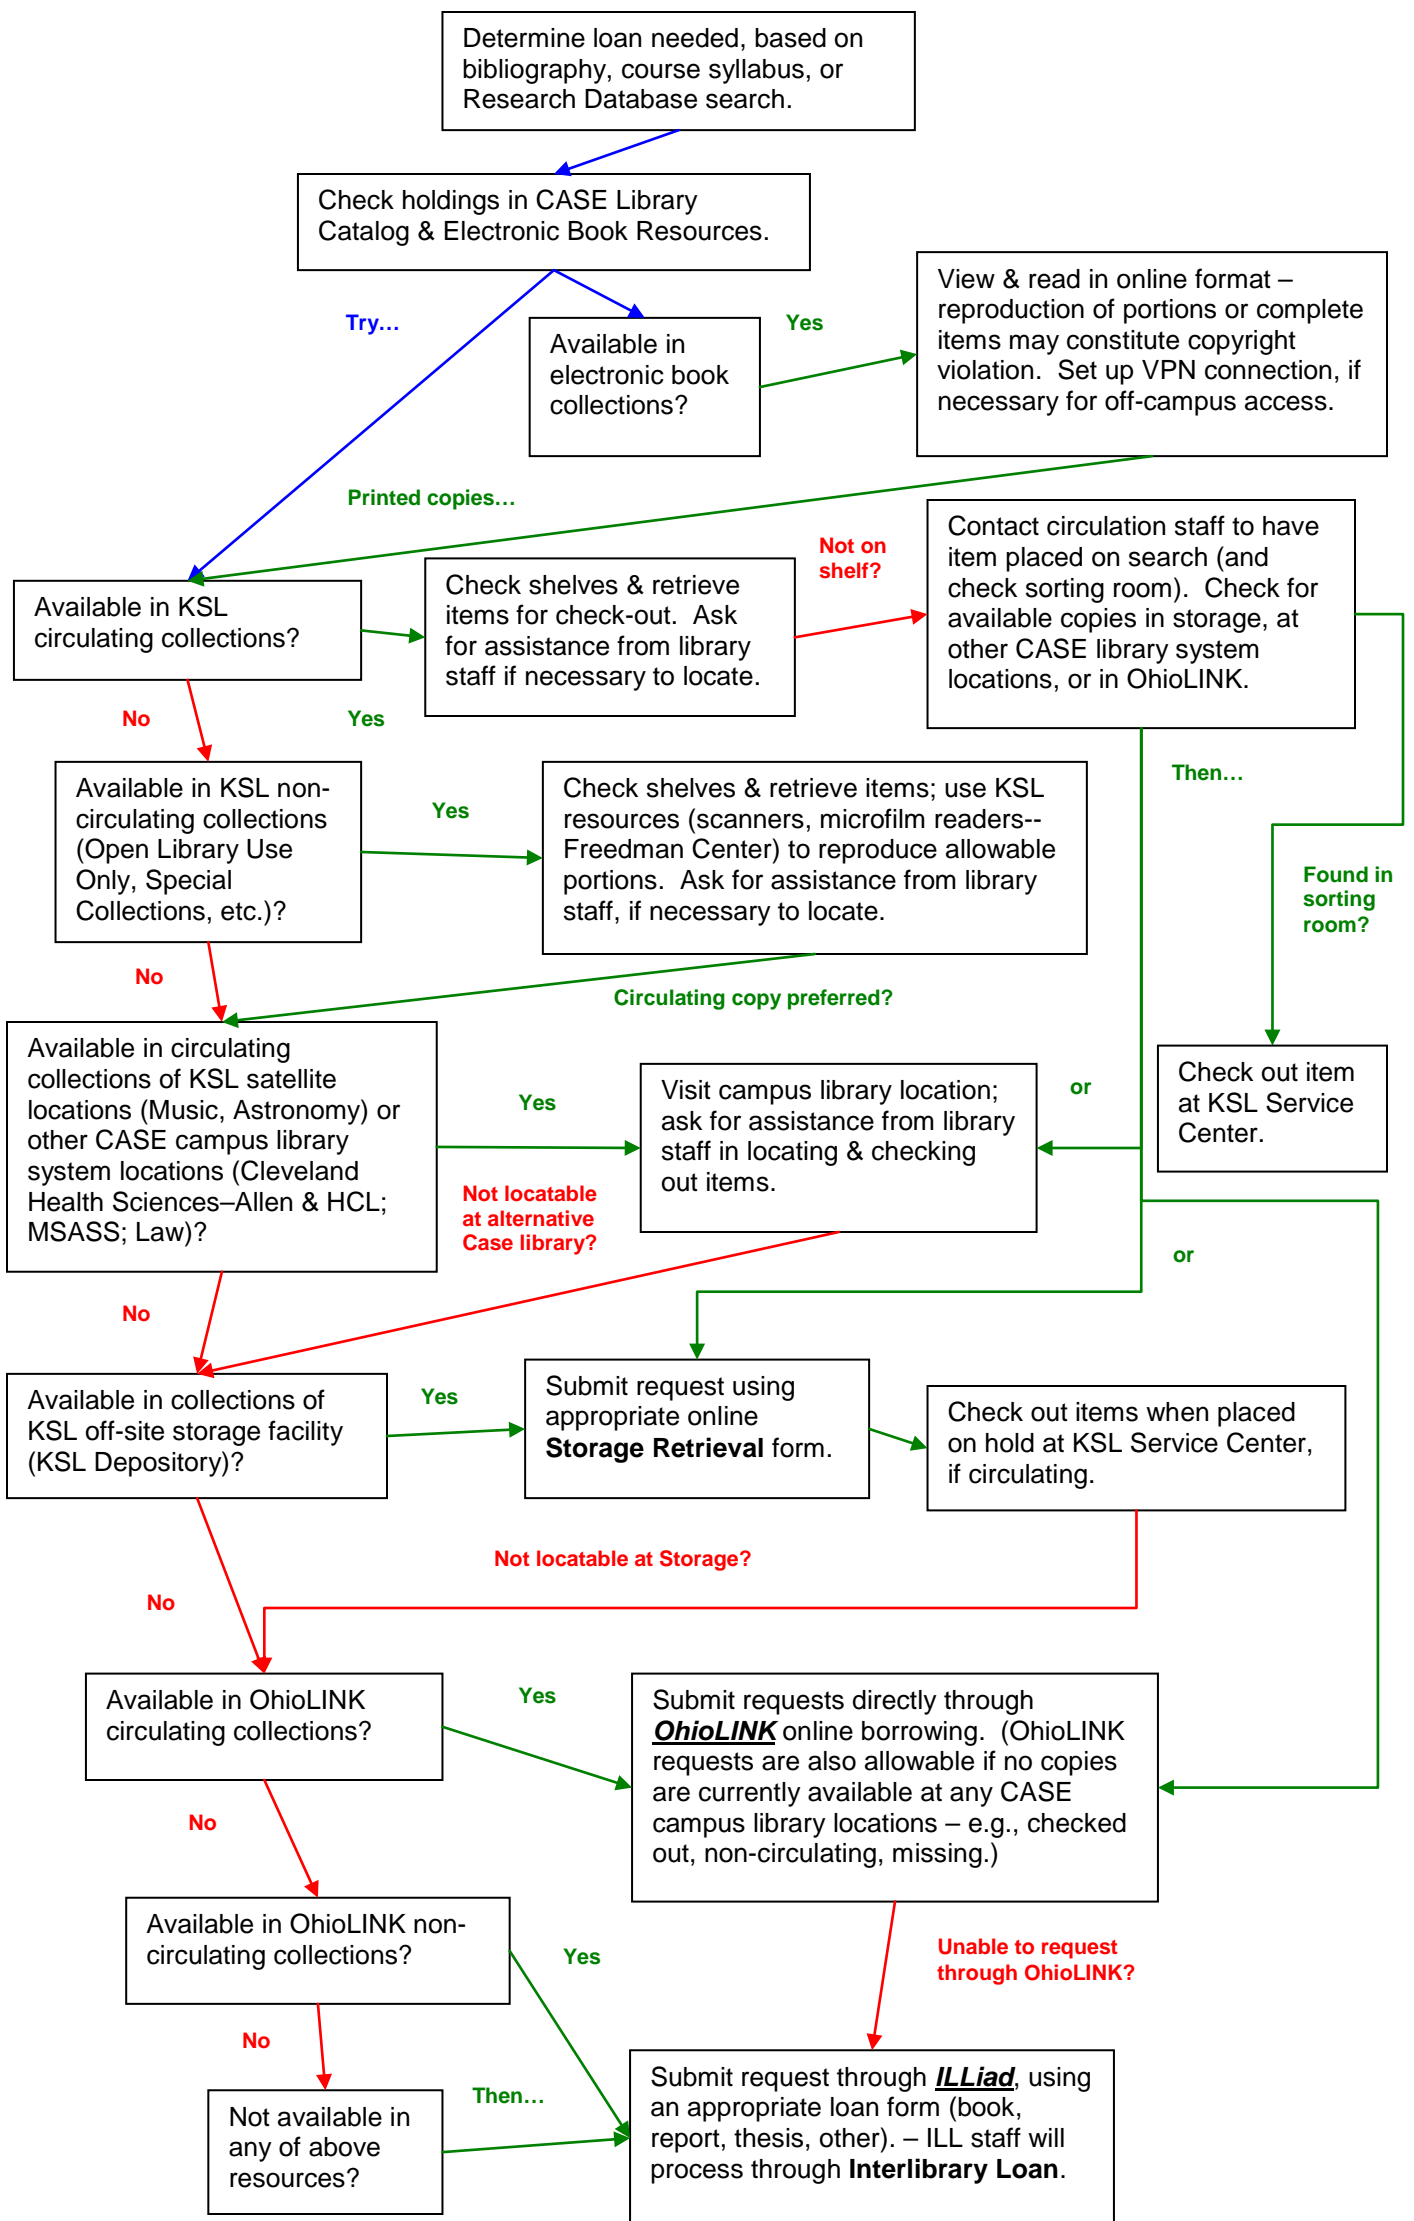 Determine loan needed, based on
bibliography, course syllabus, or
Research Database search.
Check holdings in CASE Library
Catalog & Electronic Book Resources.
Try…
Available in
electronic book
collections?
Yes
View & read in online format –
reproduction of portions or complete
items may constitute copyright
violation.  Set up VPN connection, if
necessary for off-campus access.
Printed copies…
Available in KSL
circulating collections?
Check shelves & retrieve
items for check-out.  Ask
for assistance from library
staff if necessary to locate.
Not on
shelf?
Contact circulation staff to have
item placed on search (and
check sorting room).  Check for
available copies in storage, at
other CASE library system
locations, or in OhioLINK.
No
Yes
Then…
Available in KSL non-
circulating collections
(Open Library Use
Only, Special
Collections, etc.)?
Yes
Check shelves & retrieve items; use KSL
resources (scanners, microfilm readers--
Freedman Center) to reproduce allowable
portions.  Ask for assistance from library
staff, if necessary to locate.
Found in
sorting
room?
No
Circulating copy preferred?
Available in circulating
collections of KSL satellite
locations (Music, Astronomy) or
other CASE campus library
system locations (Cleveland
Health Sciences–Allen & HCL;
MSASS; Law)?
Yes
Visit campus library location;
ask for assistance from library
staff in locating & checking
out items.
or
Check out item
at KSL Service
Center.
Not locatable
at alternative
Case library?
or
No
Available in collections of
KSL off-site storage facility
(KSL Depository)?
Yes
Submit request using
appropriate online
Storage Retrieval form.
Check out items when placed
on hold at KSL Service Center,
if circulating.
Not locatable at Storage?
No
Available in OhioLINK
circulating collections?
Yes
Submit requests directly through
OhioLINK online borrowing.  (OhioLINK
requests are also allowable if no copies
are currently available at any CASE
campus library locations – e.g., checked
out, non-circulating, missing.)
No
Available in OhioLINK non-
circulating collections?
Yes
Unable to request
through OhioLINK?
No
Not available in
any of above
resources?
Then…
Submit request through ILLiad, using
an appropriate loan form (book,
report, thesis, other). – ILL staff will
process through Interlibrary Loan.